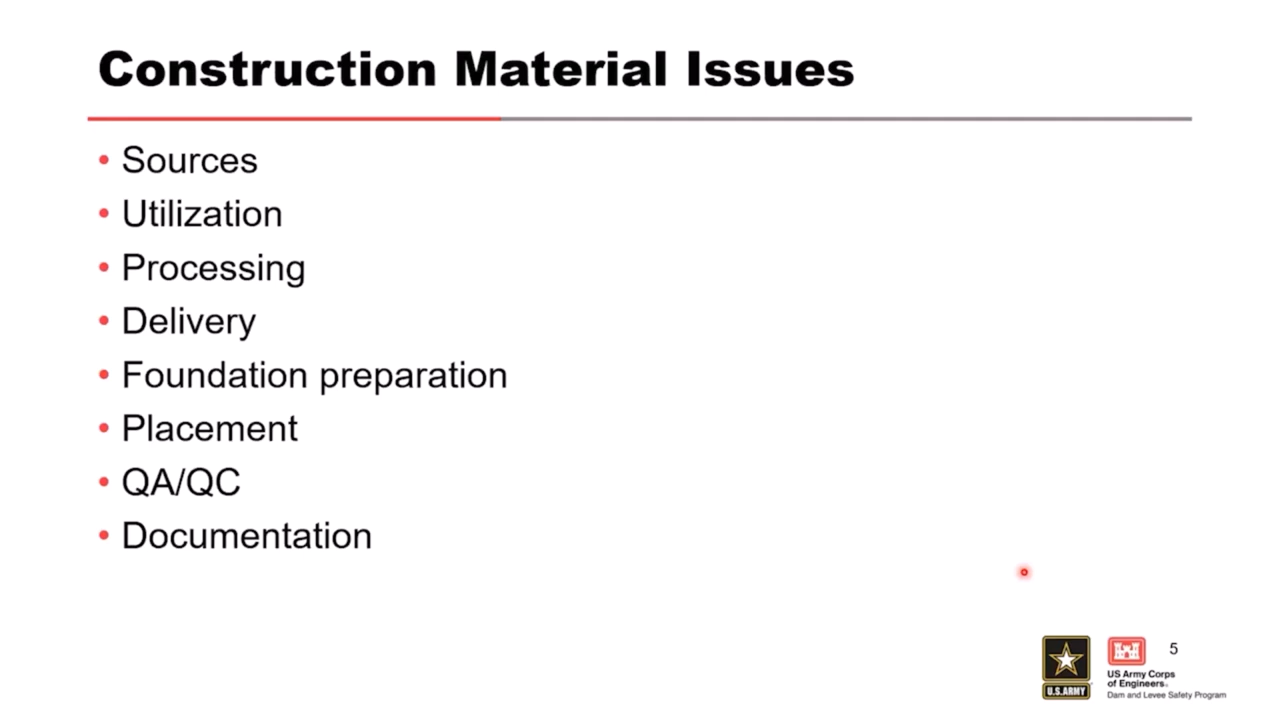 Construction Material Issues
• Sources
• Utilization
• Processing
• Delivery
• Foundation preparation
• Placement
• QA/QC
• Documentation
5
U.S.ARMY
US Army Corps
of Engineers®
Dam and Levee Safety Program